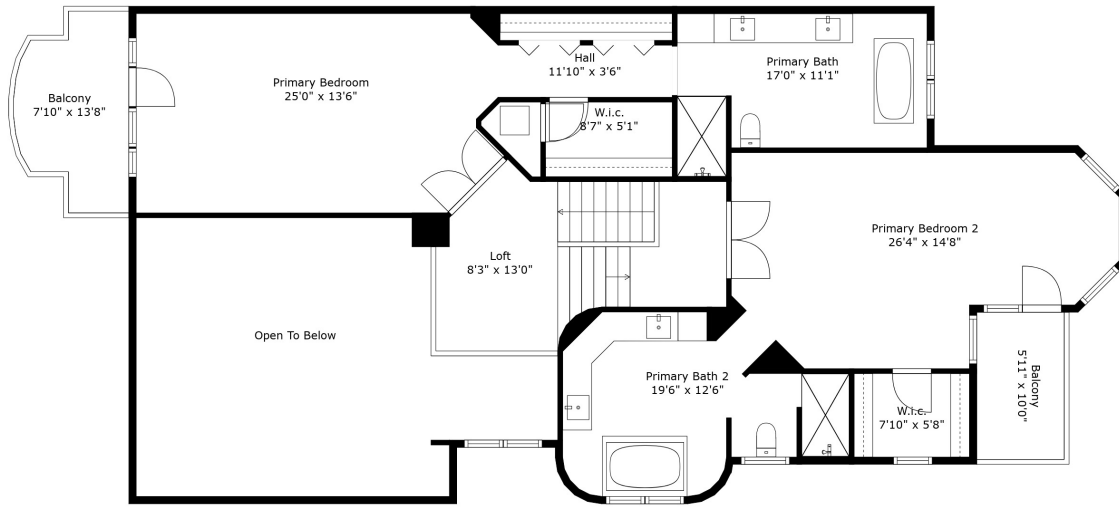 Primary Bath
17'0" x 11'1"
Hall
11'10" x 3'6"
Primary Bedroom
25'0" x 13'6"
Balcony
7'10" x 13'8"
W.i.c.
8'7" x 5'1"
Primary Bedroom 2
26'4" x 14'8"
Loft
8'3" x 13'0"
Open To Below
Primary Bath 2
19'6" x 12'6"
Balcony
5'11" x 10'0"
W.i.c.
7'10" x 5'8"